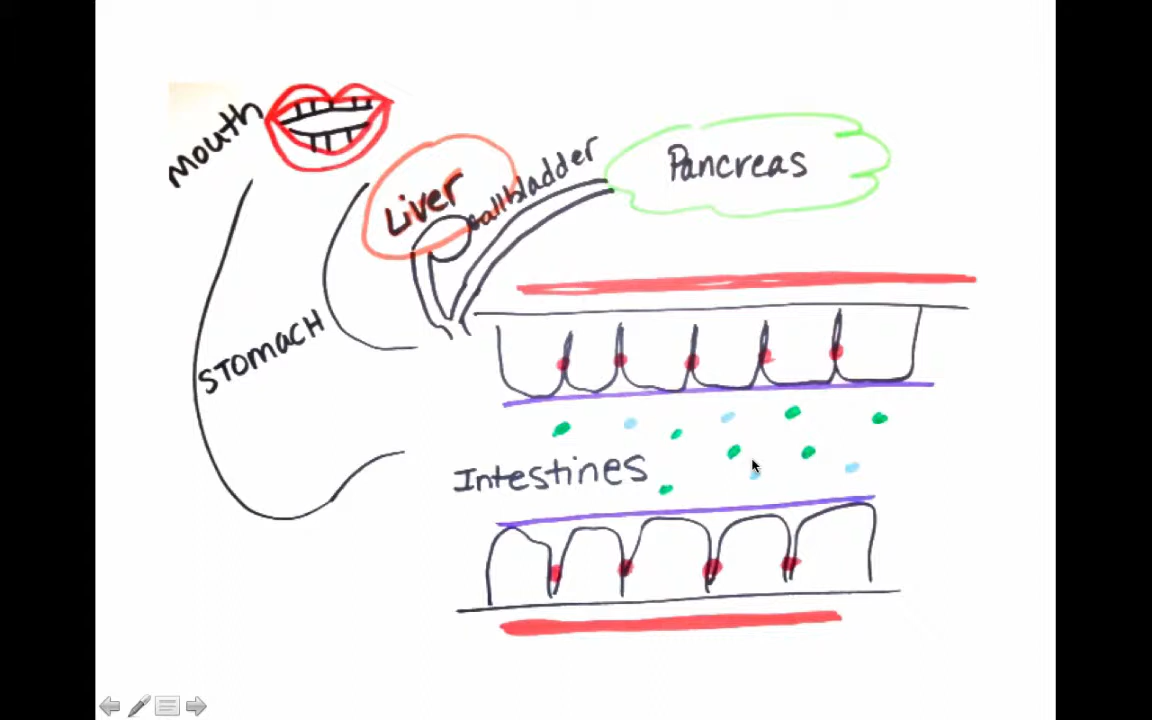 Mouth
Liver
Gallbladder
Pancreas
STOMACH
Intestines